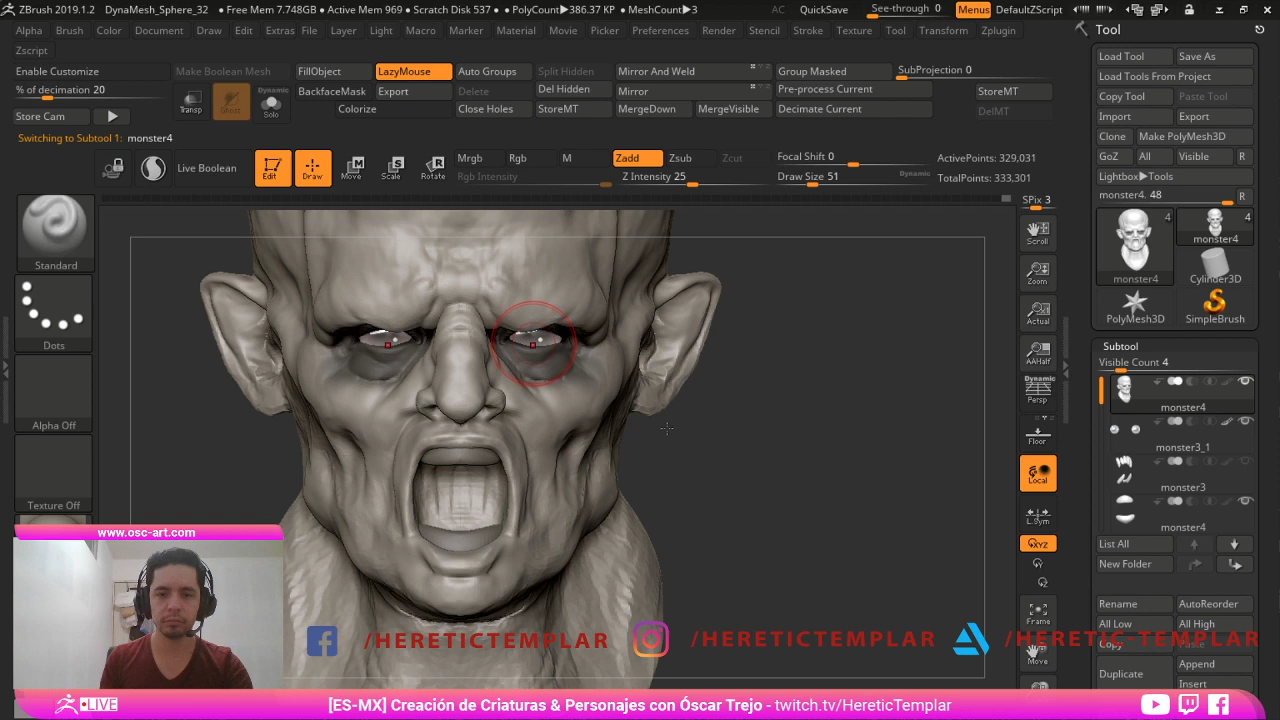 ZBrush 2019.1.2 DynaMesh_Sphere_32 • Free Mem 7.748GB • Active Mem 969 • Scratch Disk 537 • PolyCount▶386.37 KP • MeshCount▶3 AC QuickSave See-through 0 Menus DefaultZScript
Alpha Brush Color Document Draw Edit Extras File Layer Light Macro Marker Material Movie Picker Preferences Render Stencil Stroke Texture Tool Transform Zplugin
Zscript
Enable Customize Make Boolean Mesh FillObject LazyMouse Auto Groups Split Hidden Mirror And Weld Group Masked SubProjection 0
% of decimation 20 Transp Ghost Dynamic Solo BackfaceMask Export Delete Del Hidden Mirror Pre-process Current StoreMT
Store Cam Colorize Close Holes StoreMT MergeDown MergeVisible Decimate Current DelMT
Switching to Subtool 1: monster4
Live Boolean Edit Draw Move Scale Rotate Mrgb Rgb M Zadd Zsub Zcut Focal Shift 0 ActivePoints: 329,031
Rgb Intensity Z Intensity 25 Draw Size 51 Dynamic TotalPoints: 333,301
Standard
Dots
Alpha Off
Texture Off
SPix 3
Scroll
Zoom
Actual
AAHalf
Dynamic
Persp
Floor
Local
L.Sym
XYZ
Frame
Move
Tool
Load Tool Save As
Load Tools From Project
Copy Tool Paste Tool
Import Export
Clone Make PolyMesh3D
GoZ All Visible R
Lightbox▶Tools
monster4. 48 R
4 4
monster4
monster4 Cylinder3D
PolyMesh3D SimpleBrush
Subtool
Visible Count 4
monster4
monster3_1
monster3
monster4
List All
New Folder
Rename AutoReorder
All Low All High
Copy Paste
Duplicate Append
Insert
www.osc-art.com
/HERETICTEMPLAR /HERETICTEMPLAR /HERETIC-TEMPLAR
LIVE [ES-MX] Creación de Criaturas & Personajes con Óscar Trejo - twitch.tv/HereticTemplar